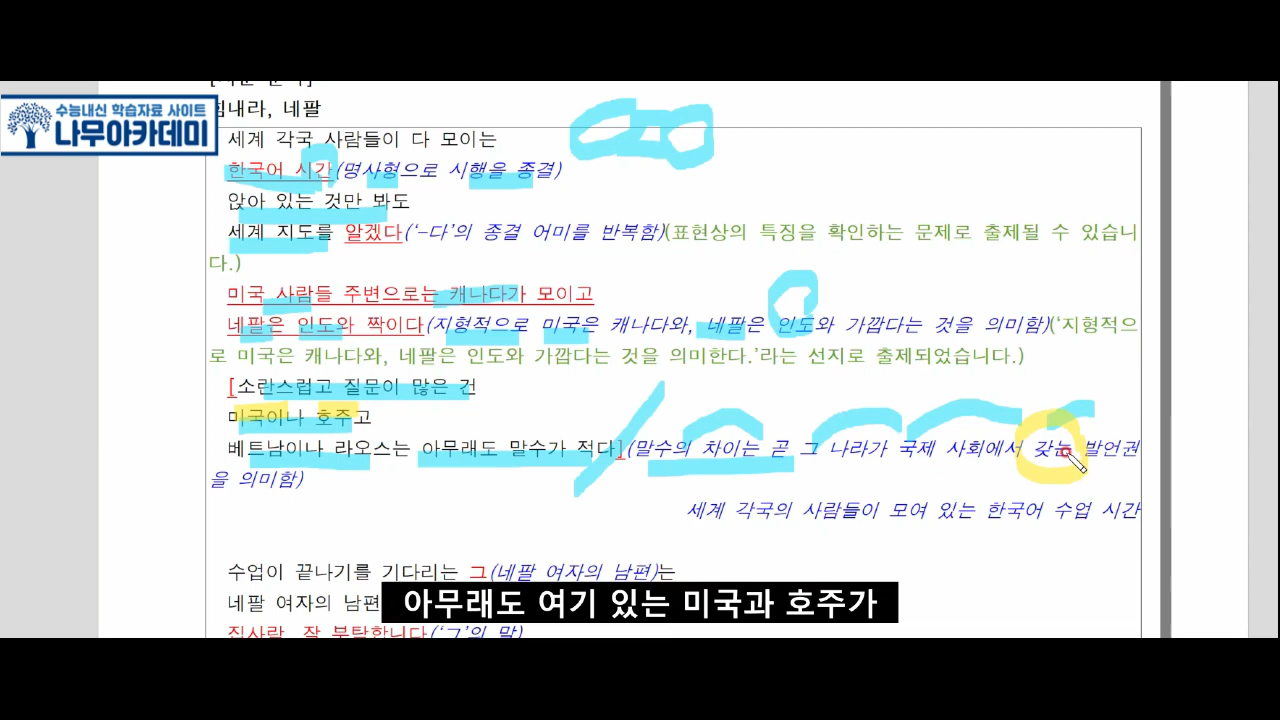 수능내신 학습자료 사이트
나무아카데미
힘내라, 네팔
세계 각국 사람들이 다 모이는
한국어 시간(명사형으로 시행을 종결)
앉아 있는 것만 봐도
세계 지도를 알겠다(‘-다’의 종결 어미를 반복함)(표현상의 특징을 확인하는 문제로 출제될 수 있습니
다.)
미국 사람들 주변으로는 캐나다가 모이고
네팔은 인도와 짝이다(지형적으로 미국은 캐나다와, 네팔은 인도와 가깝다는 것을 의미함)(‘지형적으
로 미국은 캐나다와, 네팔은 인도와 가깝다는 것을 의미한다.’라는 선지로 출제되었습니다.)
[소란스럽고 질문이 많은 건
미국이나 호주고
베트남이나 라오스는 아무래도 말수가 적다](말수의 차이는 곧 그 나라가 국제 사회에서 갖는 발언권
을 의미함)
세계 각국의 사람들이 모여 있는 한국어 수업 시간
수업이 끝나기를 기다리는 그(네팔 여자의 남편)는
네팔 여자의 남편
아무래도 여기 있는 미국과 호주가
집사람, 잘 부탁합니다(‘그’의 말)